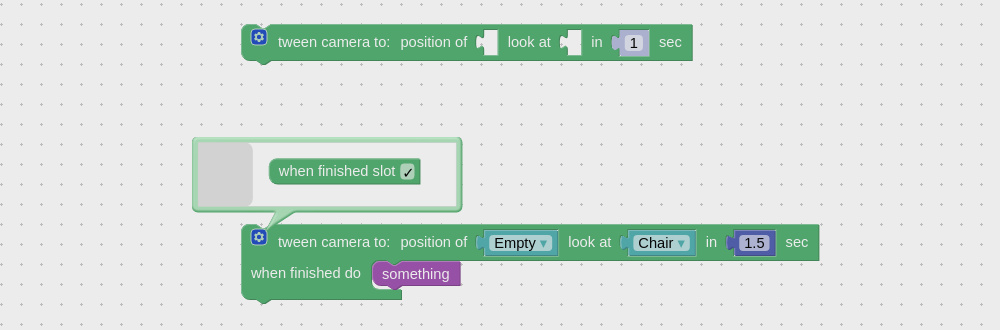 tween camera to: position of look at in 1 sec
when finished slot ✓
tween camera to: position of Empty ▾ look at Chair ▾ in 1.5 sec
when finished do something